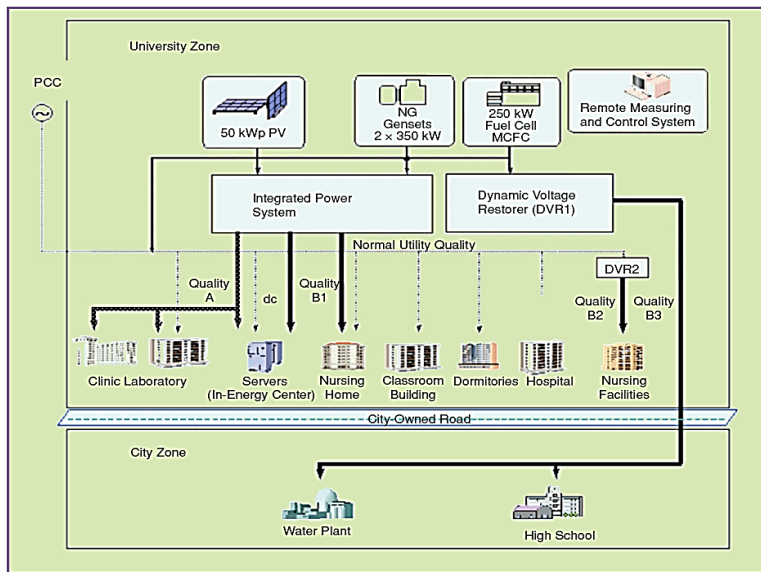 University Zone
PCC
50 kWp PV
NG
Gensets
2 × 350 kW
250 kW
Fuel Cell
MCFC
Remote Measuring
and Control System
Integrated Power
System
Dynamic Voltage
Restorer (DVR1)
Normal Utility Quality
DVR2
Quality
A
dc
Quality
B1
Quality
B2
Quality
B3
Clinic Laboratory
Servers
(In-Energy Center)
Nursing
Home
Classroom
Building
Dormitories
Hospital
Nursing
Facilities
City-Owned Road
City Zone
Water Plant
High School